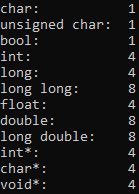 char: 1
unsigned char: 1
bool: 1
int: 4
long: 4
long long: 8
float: 4
double: 8
long double: 8
int*: 4
char*: 4
void*: 4